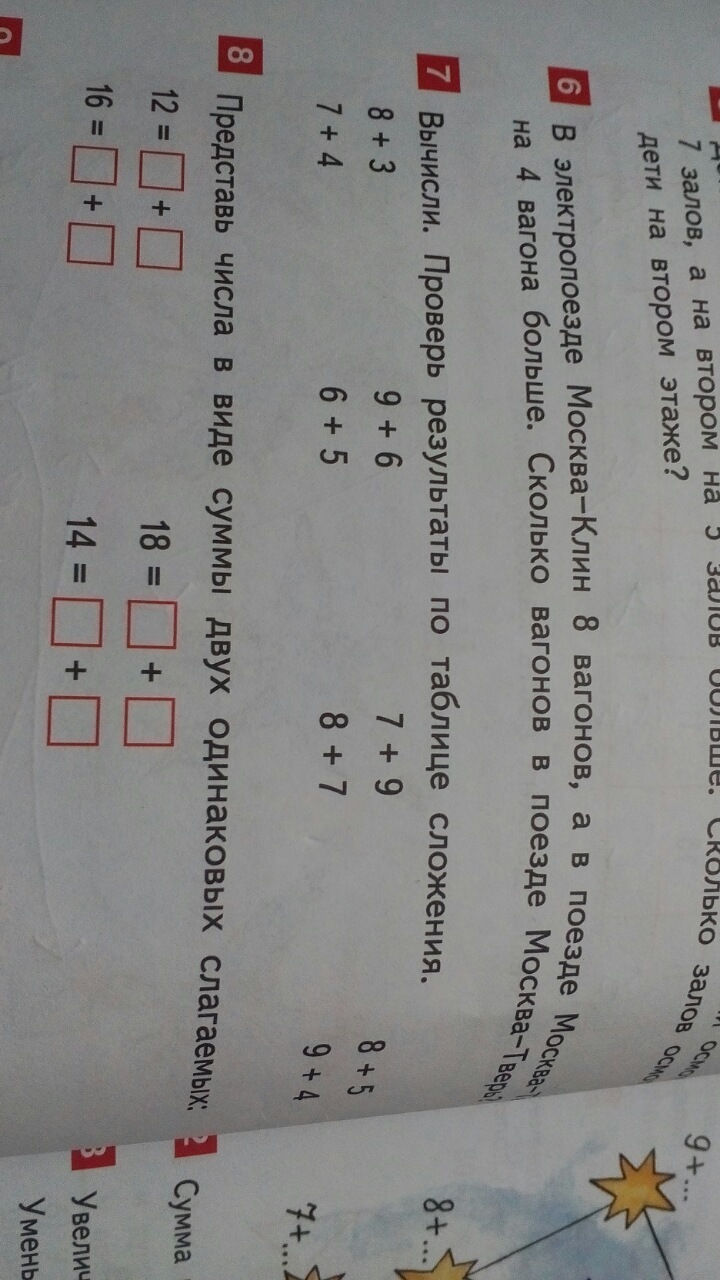 7 залов, а на втором на 5 залов больше. Сколько залов
дети на втором этаже?
6 В электропоезде Москва–Клин 8 вагонов, а в поезде Москва–
на 4 вагона больше. Сколько вагонов в поезде Москва–Тверь?
7 Вычисли. Проверь результаты по таблице сложения.
8 + 3 9 + 6 7 + 9 8 + 5
7 + 4 6 + 5 8 + 7 9 + 4
8 Представь числа в виде суммы двух одинаковых слагаемых:
12 = □ + □ 18 = □ + □
16 = □ + □ 14 = □ + □
9
9+...
8+...
7+...
2 Сумма
3 Увелич
Умень